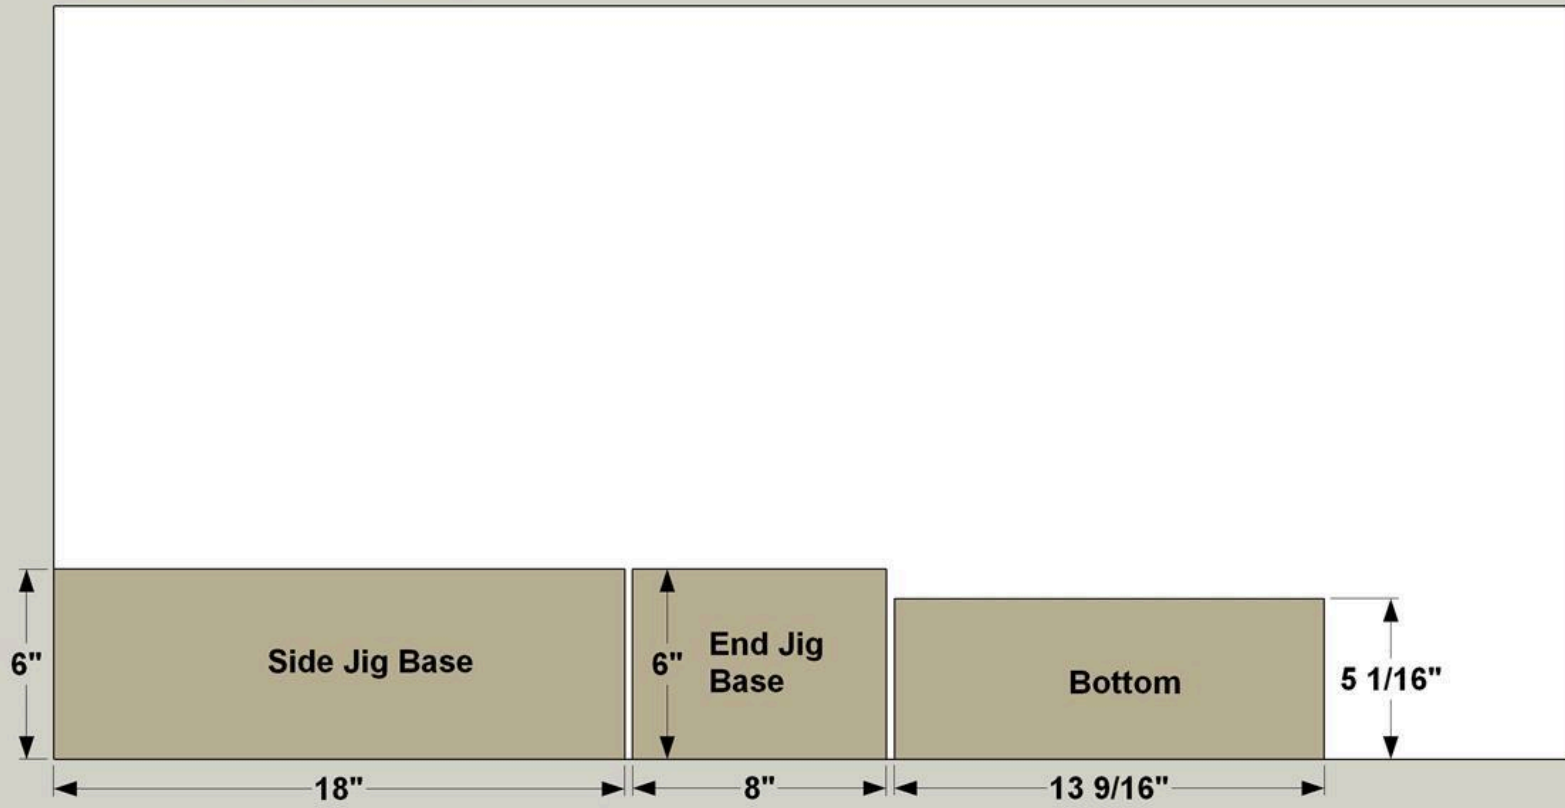 6"
Side Jig Base
6"
End Jig
Base
Bottom
5 1/16"
18"
8"
13 9/16"